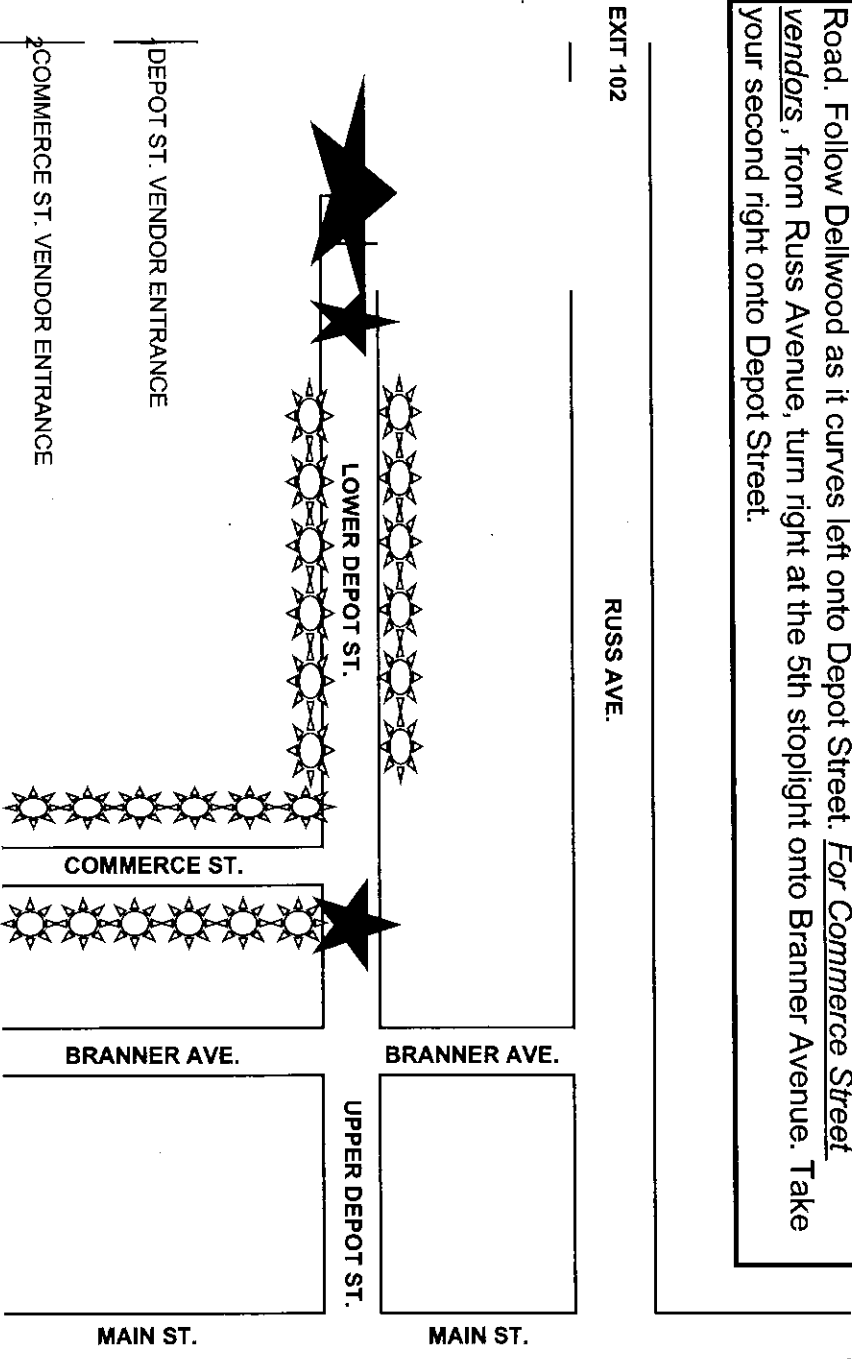 Road. Follow Dellwood as it curves left onto Depot Street. For Commerce Street
vendors, from Russ Avenue, turn right at the 5th stoplight onto Branner Avenue. Take
your second right onto Depot Street.
EXIT 102
RUSS AVE.
LOWER DEPOT ST.
UPPER DEPOT ST.
COMMERCE ST.
BRANNER AVE.
BRANNER AVE.
MAIN ST.
MAIN ST.
1DEPOT ST. VENDOR ENTRANCE
2COMMERCE ST. VENDOR ENTRANCE